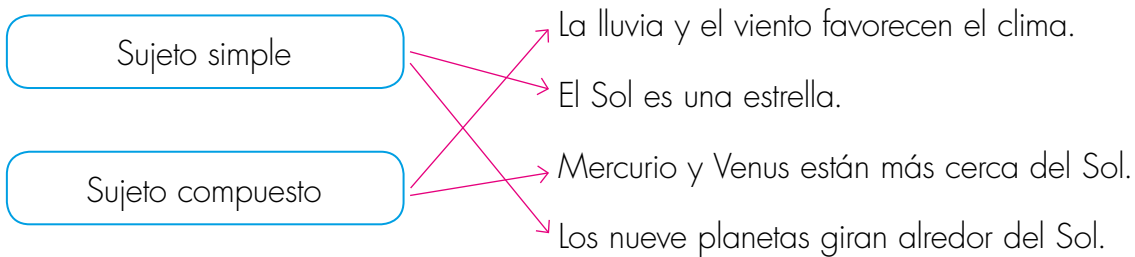 Sujeto simple
Sujeto compuesto
La lluvia y el viento favorecen el clima.
El Sol es una estrella.
Mercurio y Venus están más cerca del Sol.
Los nueve planetas giran alredor del Sol.